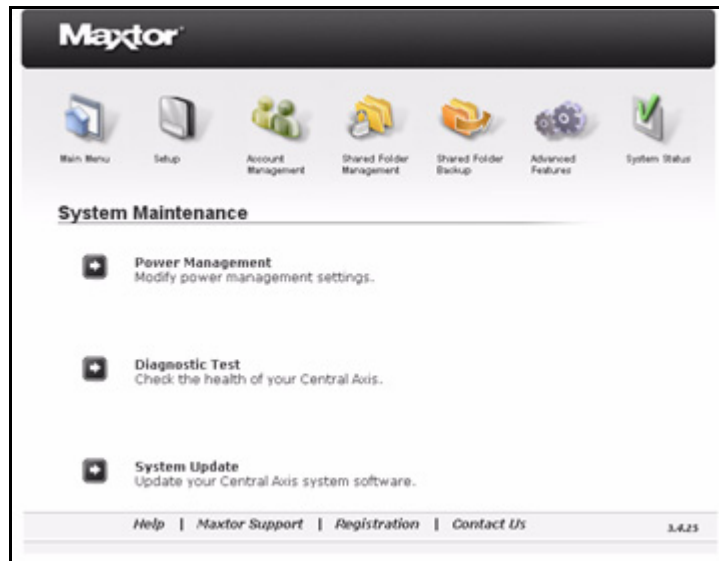 Maxtor
Main Menu
Setup
Account Management
Shared Folder Management
Shared Folder Backup
Advanced Features
System Status
System Maintenance
Power Management
Modify power management settings.
Diagnostic Test
Check the health of your Central Axis.
System Update
Update your Central Axis system software.
Help | Maxtor Support | Registration | Contact Us
3.4.25